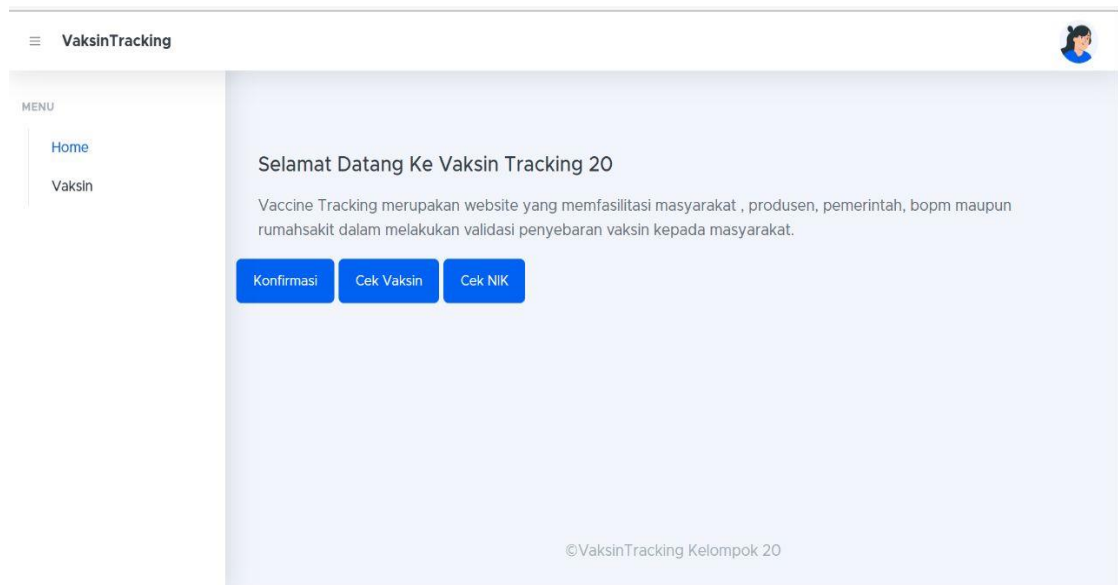 VaksinTracking
MENU
Home
Vaksin
Selamat Datang Ke Vaksin Tracking 20
Vaccine Tracking merupakan website yang memfasilitasi masyarakat , produsen, pemerintah, bopm maupun
rumahsakit dalam melakukan validasi penyebaran vaksin kepada masyarakat.
Konfirmasi Cek Vaksin Cek NIK
©VaksinTracking Kelompok 20